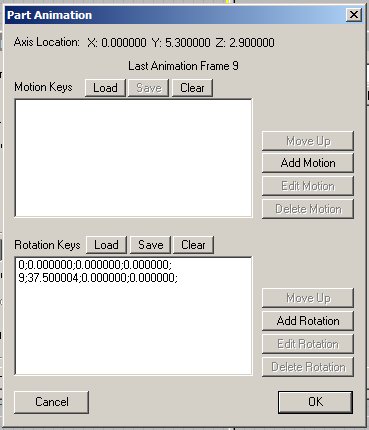 Part Animation
Axis Location: X: 0.000000 Y: 5.300000 Z: 2.900000
Last Animation Frame 9
Motion Keys Load Save Clear
Move Up
Add Motion
Edit Motion
Delete Motion
Rotation Keys Load Save Clear
0;0.000000;0.000000;0.000000;
9;37.500004;0.000000;0.000000;
Move Up
Add Rotation
Edit Rotation
Delete Rotation
Cancel OK